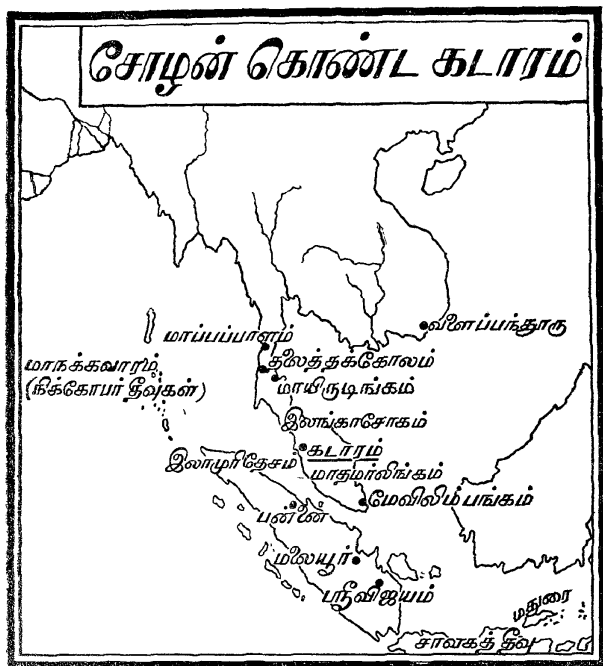 சோழன் கொண்ட கடாரம்
வளைப்பந்தூரு
மாப்பப்பாளம்
தலைத்தக்கோலம்
மாநக்கவாரம்
(நிக்கோபர் தீவுகள்)
மாயிருடிங்கம்
இலங்காசோகம்
கடாரம்
இலாமுரிதேசம்
மாதமாலிங்கம்
மேவிலிம் பங்கம்
பண்ணை
மலையூர்
ஸ்ரீவிஜயம்
மதுரை
சாவகத் தீவு